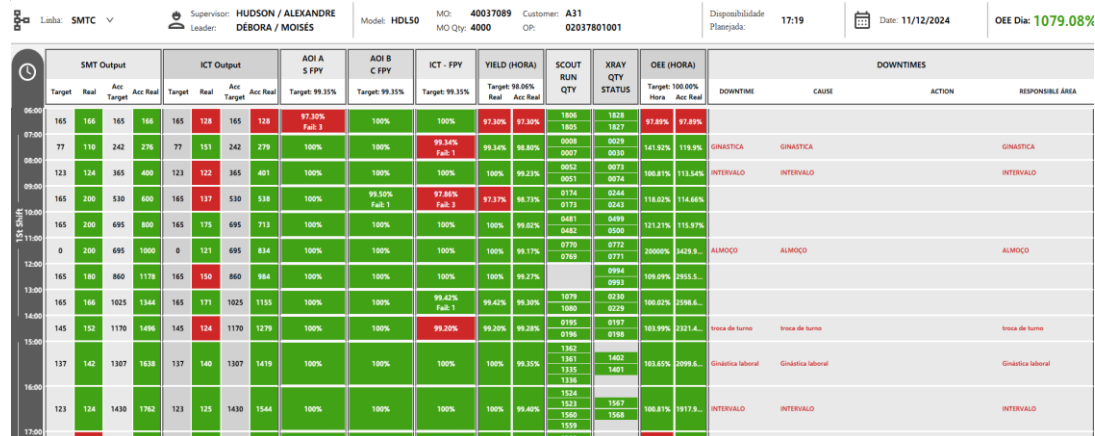 Linha: SMTC
Supervisor: HUDSON / ALEXANDRE
Leader: DÉBORA / MOISÉS
Model: HDL50
MO: 40037089 Customer: A31
MO Qty: 4000 OP: 02037801001
Disponibilidade Planejada: 17:19
Date: 11/12/2024
OEE Dia: 1079.08%
SMT Output ICT Output AOI A S FPY AOI B C FPY ICT - FPY YIELD (HORA) SCOUT RUN QTY XRAY QTY STATUS OEE (HORA) DOWNTIMES
Target Real Acc Target Acc Real Target Real Acc Target Acc Real Target: 99.35% Target: 99.35% Target: 99.35% Target: 98.06% Real Acc Real Target: 100.00% Hora Acc Real DOWNTIME CAUSE ACTION RESPONSIBLE ÁREA
1St Shift
06:00
165 166 165 166 165 128 165 128 97.30% Fail: 3 100% 100% 97.30% 97.30% 1806 1805 1828 1827 97.89% 97.89%
07:00
77 110 242 276 77 151 242 279 100% 100% 99.34% Fail: 1 99.34% 98.80% 0008 0007 0029 0030 141.92% 119.9% GINASTICA GINASTICA GINASTICA
08:00
123 124 365 400 123 122 365 401 100% 100% 100% 100% 99.23% 0052 0051 0073 0074 100.81% 113.54% INTERVALO INTERVALO INTERVALO
09:00
165 200 530 600 165 137 530 538 100% 99.50% Fail: 1 97.86% Fail: 3 97.37% 98.73% 0174 0173 0244 0243 118.02% 114.66%
10:00
165 200 695 800 165 175 695 713 100% 100% 100% 100% 99.02% 0481 0482 0499 0500 121.21% 115.97%
11:00
0 200 695 1000 0 121 695 834 100% 100% 100% 100% 99.17% 0770 0769 0772 0771 20000% 3429.9... ALMOÇO ALMOÇO ALMOÇO
12:00
165 180 860 1178 165 150 860 984 100% 100% 100% 100% 99.27% 0994 0993 109.09% 2955.5...
13:00
165 166 1025 1344 165 171 1025 1155 100% 100% 99.42% Fail: 1 99.42% 99.30% 1079 1080 0230 0229 100.02% 2598.6...
14:00
145 152 1170 1496 145 124 1170 1279 100% 100% 99.20% 99.20% 99.28% 0195 0196 0197 0198 103.99% 2321.4... troca de turno troca de turno troca de turno
15:00
137 142 1307 1638 137 140 1307 1419 100% 100% 100% 100% 99.35% 1362 1361 1335 1336 1402 1401 103.65% 2099.6... Ginástica laboral Ginástica laboral Ginástica laboral
16:00
123 124 1430 1762 123 125 1430 1544 100% 100% 100% 100% 99.40% 1524 1523 1560 1559 1567 1568 100.81% 1917.9... INTERVALO INTERVALO INTERVALO
17:00